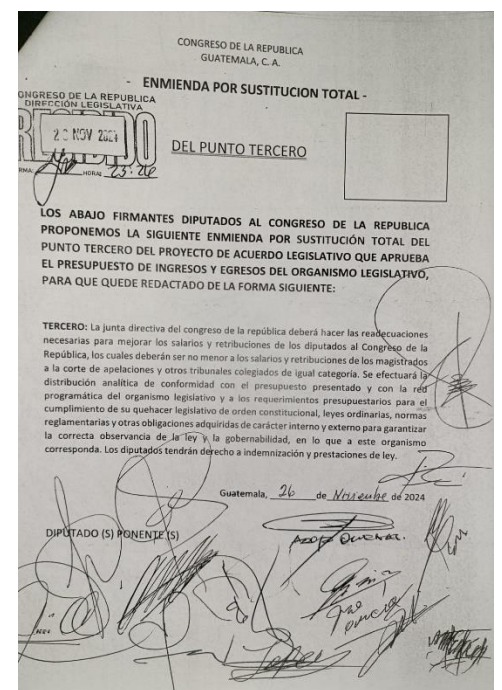 CONGRESO DE LA REPUBLICA
GUATEMALA, C. A.
- ENMIENDA POR SUSTITUCION TOTAL -
ONGRESO DE LA REPUBLICA
DIRECCIÓN LEGISLATIVA
NOV
HORA: 23:26
DEL PUNTO TERCERO
LOS ABAJO FIRMANTES DIPUTADOS AL CONGRESO DE LA REPUBLICA
PROPONEMOS LA SIGUIENTE ENMIENDA POR SUSTITUCIÓN TOTAL DEL
PUNTO TERCERO DEL PROYECTO DE ACUERDO LEGISLATIVO QUE APRUEBA
EL PRESUPUESTO DE INGRESOS Y EGRESOS DEL ORGANISMO LEGISLATIVO,
PARA QUE QUEDE REDACTADO DE LA FORMA SIGUIENTE:
TERCERO: La junta directiva del congreso de la república deberá hacer las readecuaciones
necesarias para mejorar los salarios y retribuciones de los diputados al Congreso de la
República, los cuales deberán ser no menor a los salarios y retribuciones de los magistrados
a la corte de apelaciones y otros tribunales colegiados de igual categoría. Se efectuará la
distribución analítica de conformidad con el presupuesto presentado y con la red
programática del organismo legislativo y a los requerimientos presupuestarios para el
cumplimiento de su quehacer legislativo de orden constitucional, leyes ordinarias, normas
reglamentarias y otras obligaciones adquiridas de carácter interno y externo para garantizar
la correcta observancia de la ley y la gobernabilidad, en lo que a este organismo
corresponda. Los diputados tendrán derecho a indemnización y prestaciones de ley.
Guatemala, 26 de Noviembre de 2024
DIPUTADO (S) PONENTE (S)